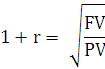 1 + r = √(FV/PV)